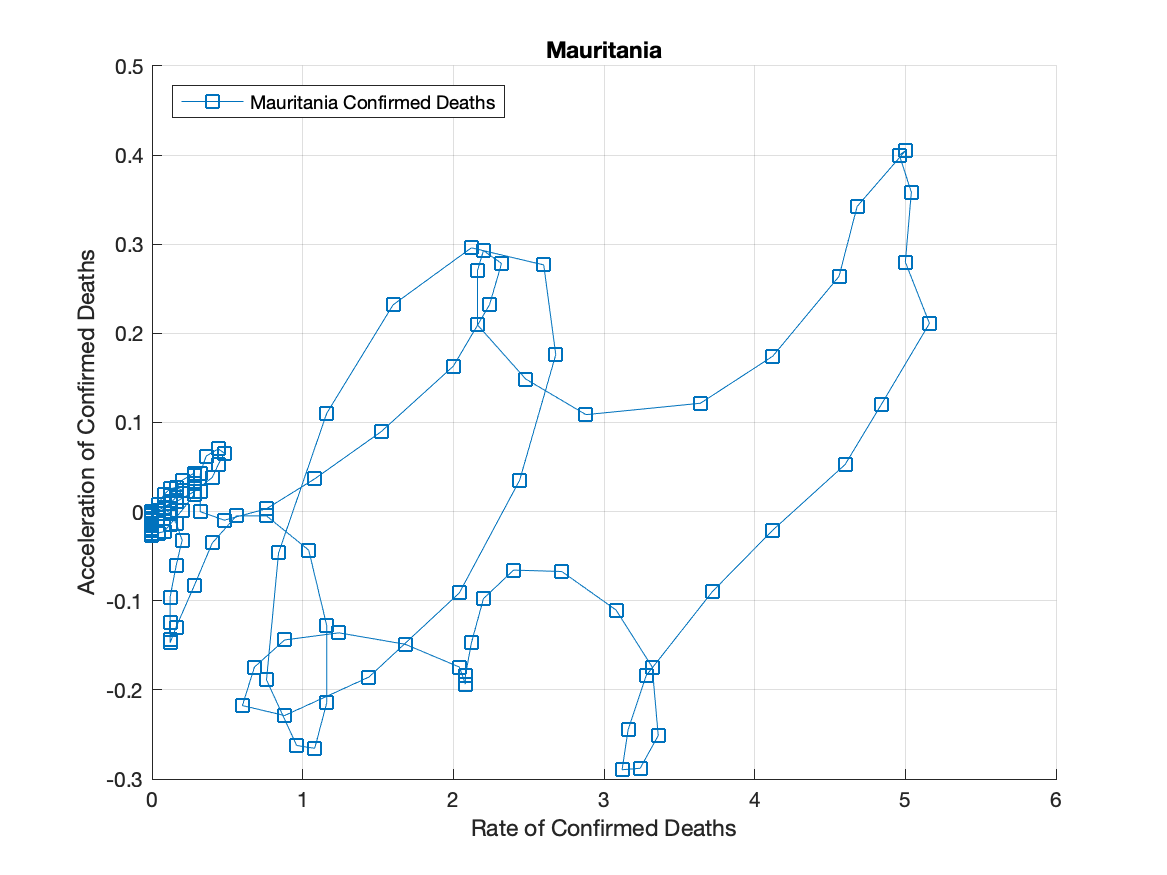 Mauritania
0.5
Mauritania Confirmed Deaths
0.4
0.3
0.2
0.1
0
-0.1
-0.2
-0.3
Acceleration of Confirmed Deaths
0 1 2 3 4 5 6
Rate of Confirmed Deaths